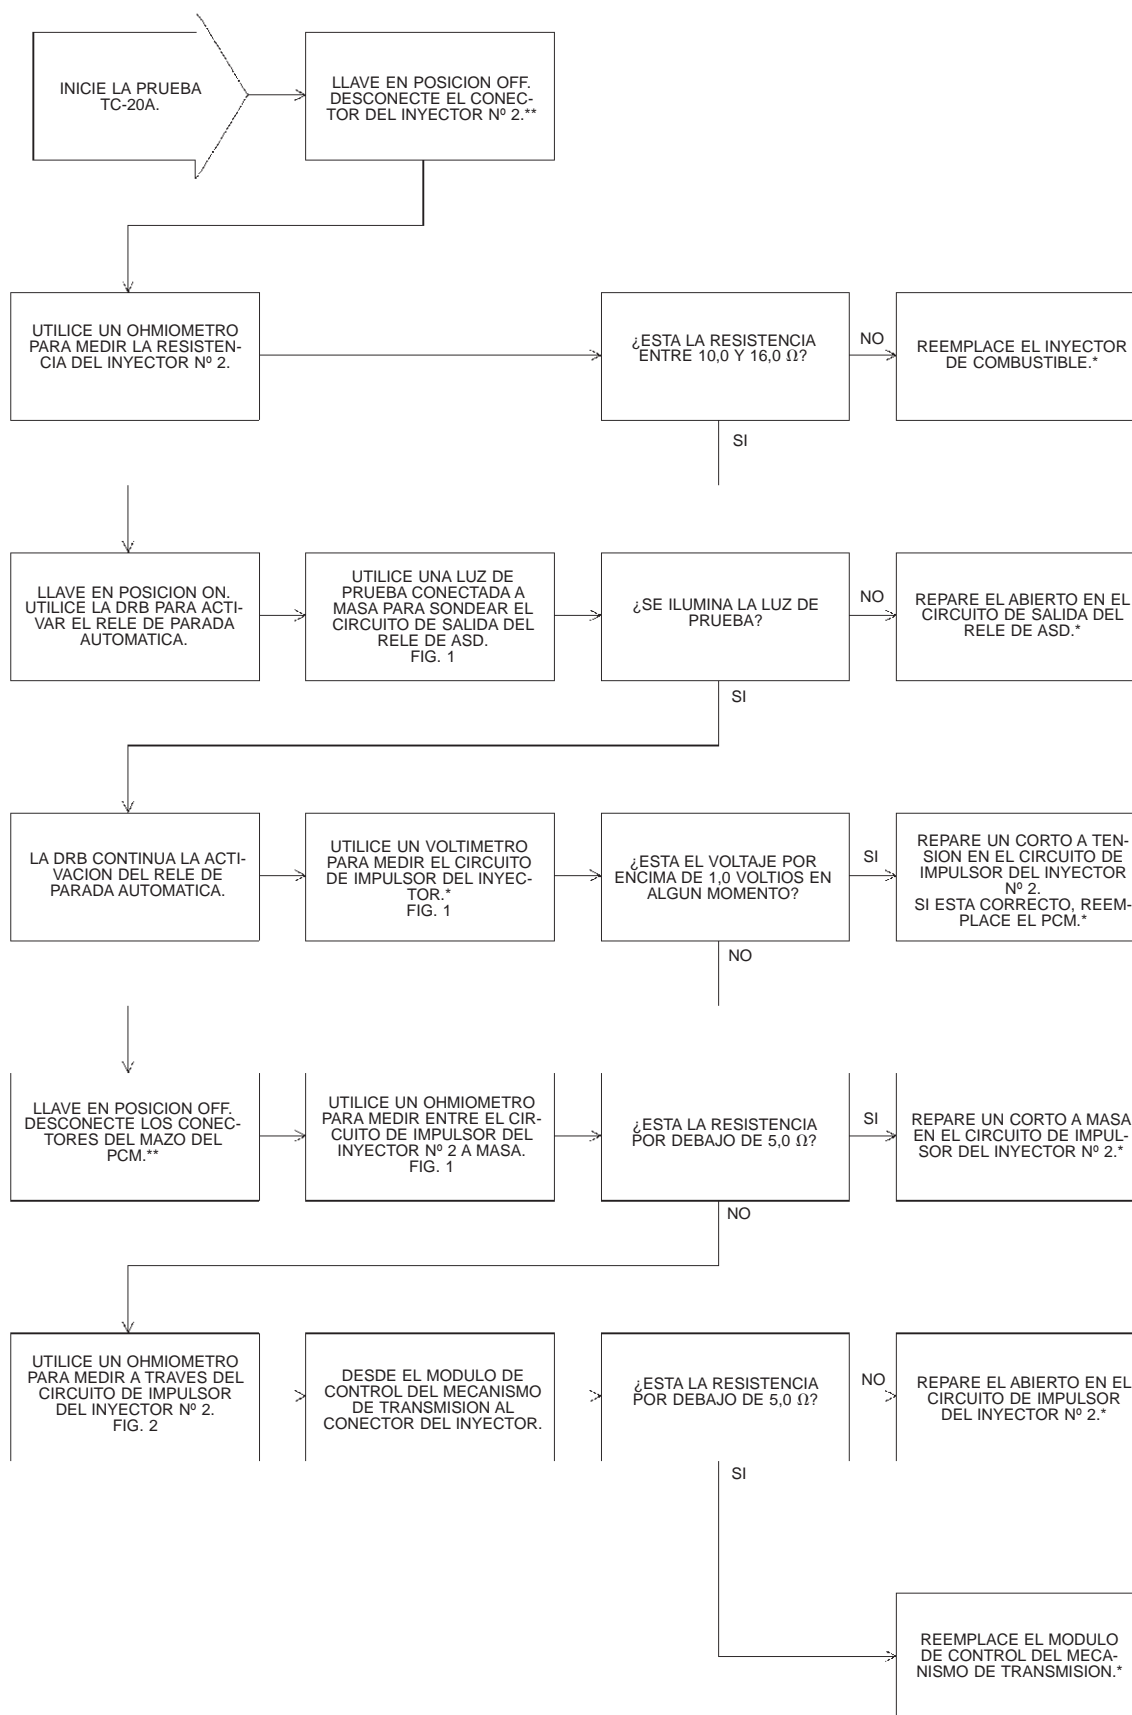 INICIE LA PRUEBA
TC-20A.
LLAVE EN POSICION OFF.
DESCONECTE EL CONEC-
TOR DEL INYECTOR Nº 2.**
UTILICE UN OHMIOMETRO
PARA MEDIR LA RESISTEN-
CIA DEL INYECTOR Nº 2.
¿ESTA LA RESISTENCIA
ENTRE 10,0 Y 16,0 Ω?
NO
REEMPLACE EL INYECTOR
DE COMBUSTIBLE.*
SI
LLAVE EN POSICION ON.
UTILICE LA DRB PARA ACTI-
VAR EL RELE DE PARADA
AUTOMATICA.
UTILICE UNA LUZ DE
PRUEBA CONECTADA A
MASA PARA SONDEAR EL
CIRCUITO DE SALIDA DEL
RELE DE ASD.
FIG. 1
¿SE ILUMINA LA LUZ DE
PRUEBA?
NO
REPARE EL ABIERTO EN EL
CIRCUITO DE SALIDA DEL
RELE DE ASD.*
SI
LA DRB CONTINUA LA ACTI-
VACION DEL RELE DE
PARADA AUTOMATICA.
UTILICE UN VOLTIMETRO
PARA MEDIR EL CIRCUITO
DE IMPULSOR DEL INYEC-
TOR.*
FIG. 1
¿ESTA EL VOLTAJE POR
ENCIMA DE 1,0 VOLTIOS EN
ALGUN MOMENTO?
SI
REPARE UN CORTO A TEN-
SION EN EL CIRCUITO DE
IMPULSOR DEL INYECTOR
Nº 2.
SI ESTA CORRECTO, REEM-
PLACE EL PCM.*
NO
LLAVE EN POSICION OFF.
DESCONECTE LOS CONEC-
TORES DEL MAZO DEL
PCM.**
UTILICE UN OHMIOMETRO
PARA MEDIR ENTRE EL CIR-
CUITO DE IMPULSOR DEL
INYECTOR Nº 2 A MASA.
FIG. 1
¿ESTA LA RESISTENCIA
POR DEBAJO DE 5,0 Ω?
SI
REPARE UN CORTO A MASA
EN EL CIRCUITO DE IMPUL-
SOR DEL INYECTOR Nº 2.*
NO
UTILICE UN OHMIOMETRO
PARA MEDIR A TRAVES DEL
CIRCUITO DE IMPULSOR
DEL INYECTOR Nº 2.
FIG. 2
DESDE EL MODULO DE
CONTROL DEL MECANISMO
DE TRANSMISION AL
CONECTOR DEL INYECTOR.
¿ESTA LA RESISTENCIA
POR DEBAJO DE 5,0 Ω?
NO
REPARE EL ABIERTO EN EL
CIRCUITO DE IMPULSOR
DEL INYECTOR Nº 2.*
SI
REEMPLACE EL MODULO
DE CONTROL DEL MECA-
NISMO DE TRANSMISION.*